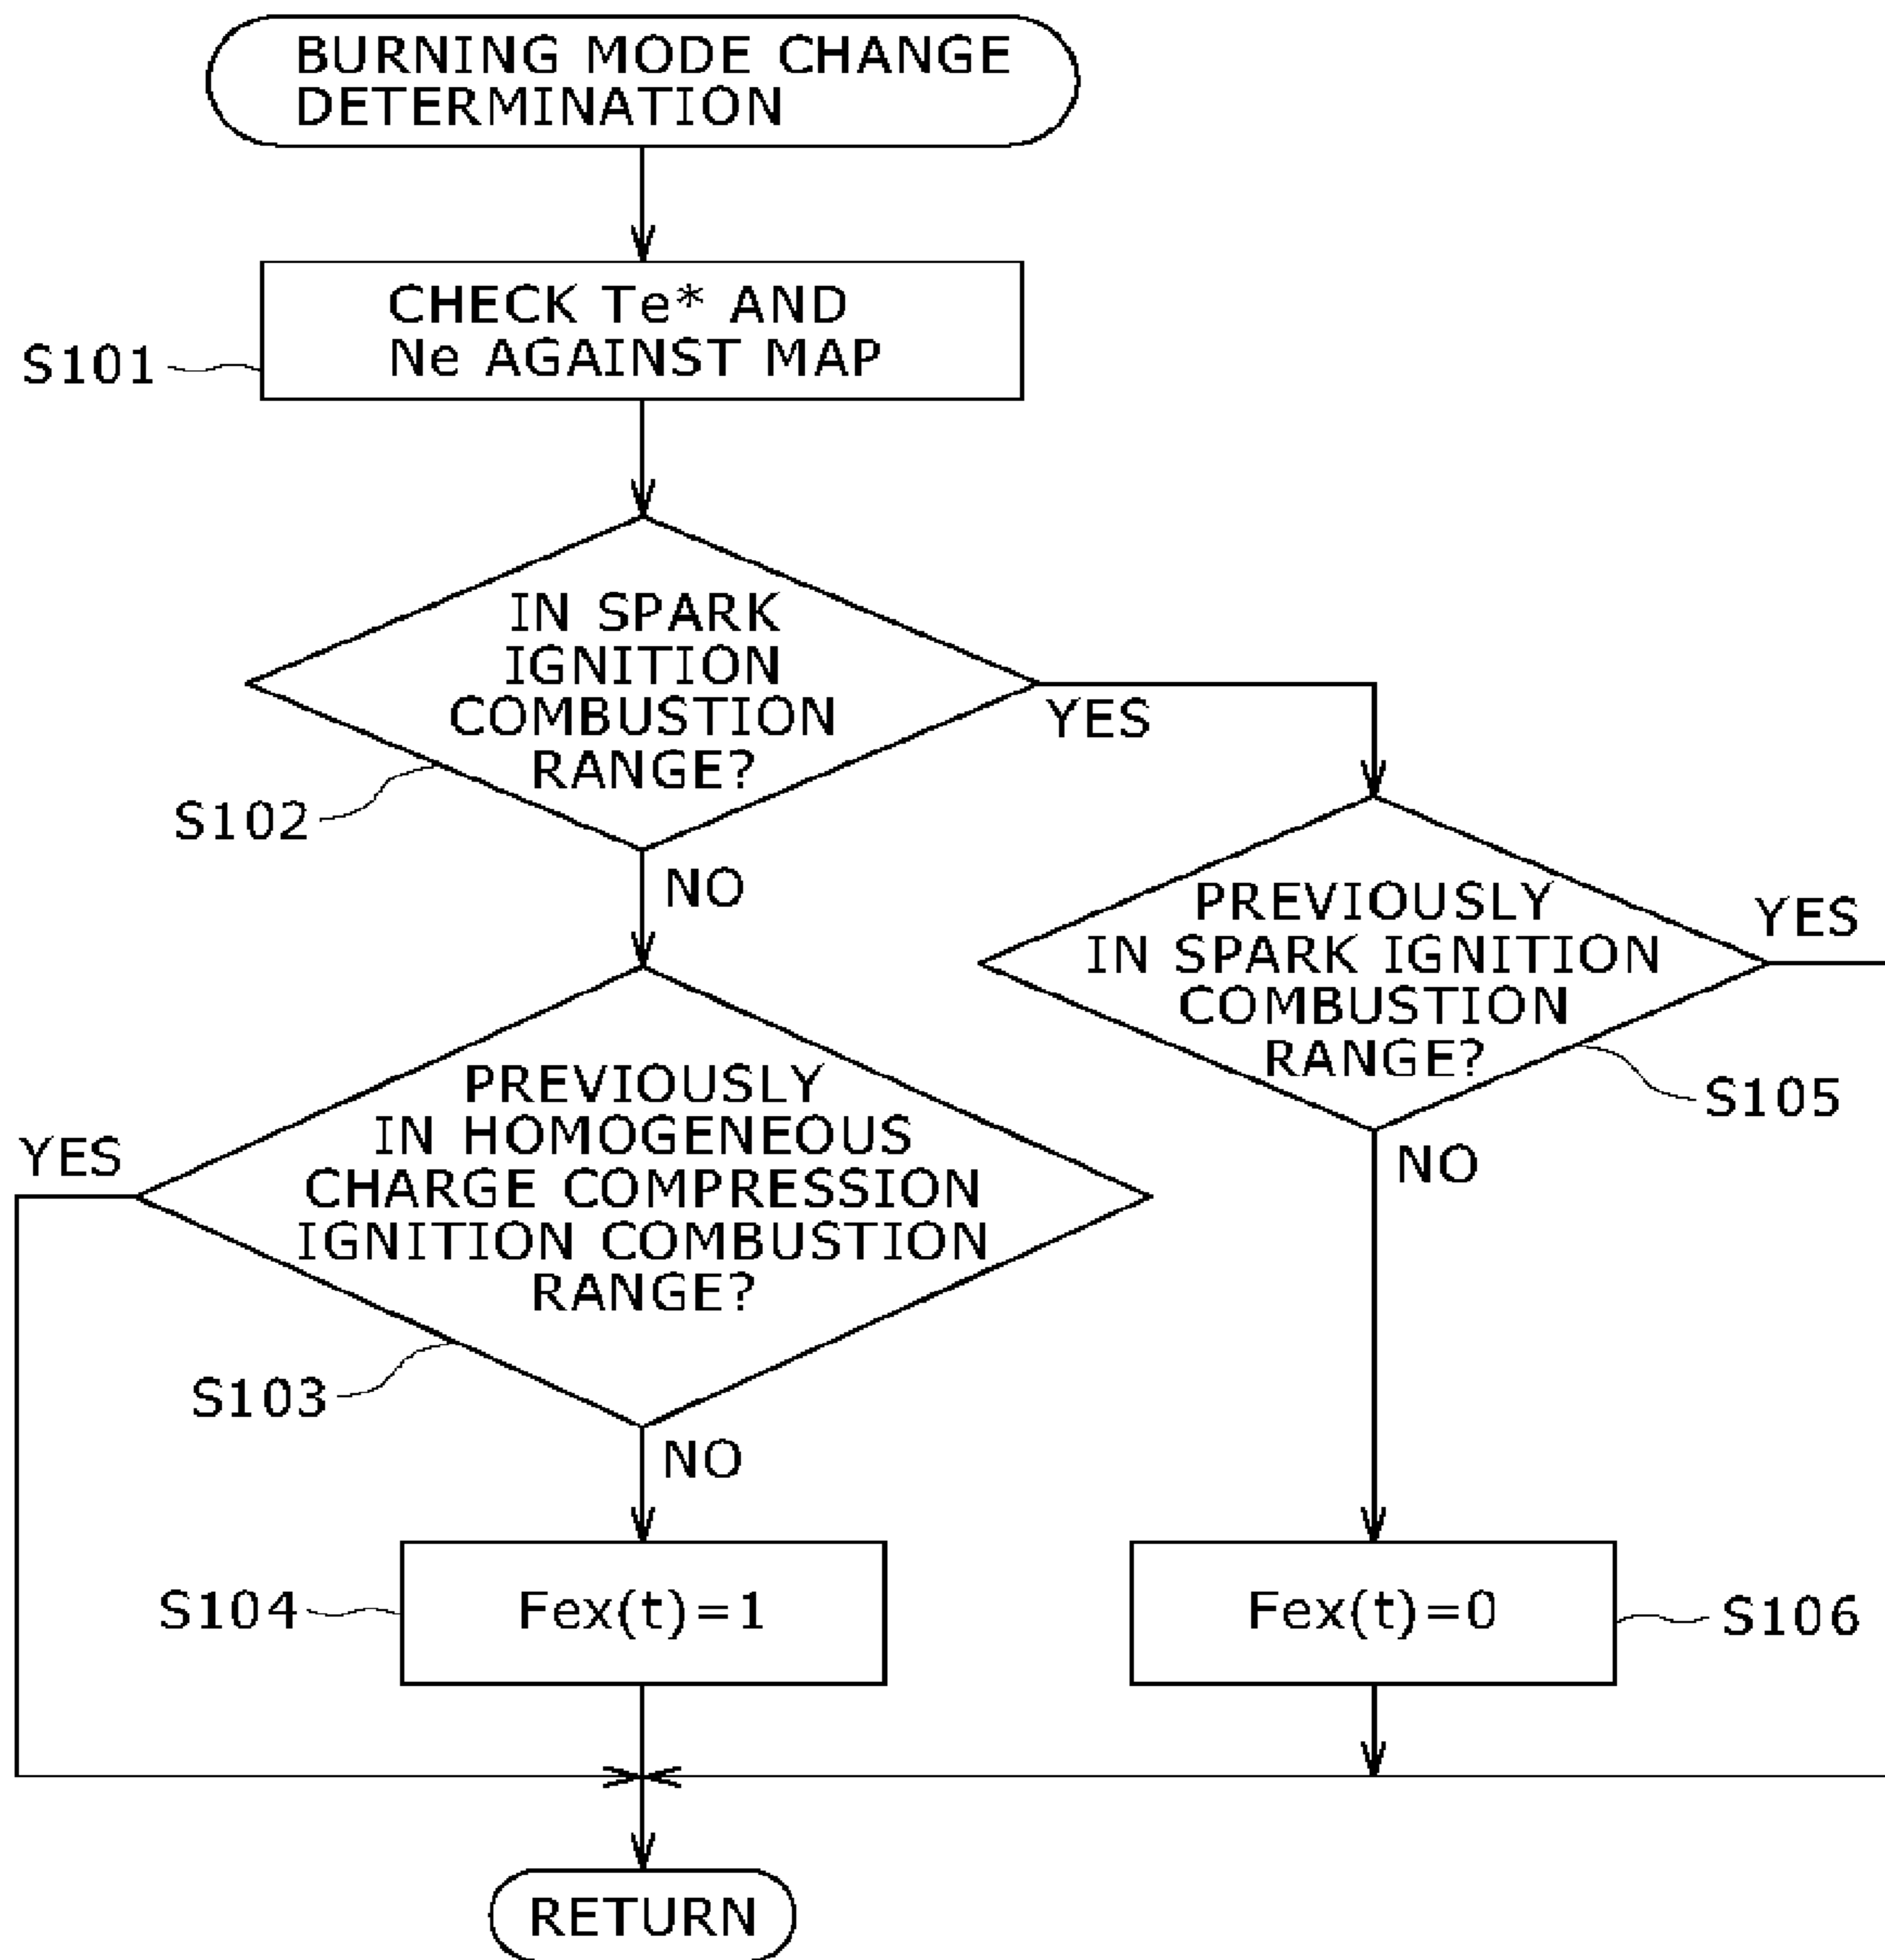 BURNING MODE CHANGE
DETERMINATION
CHECK Te* AND
Ne AGAINST MAP
S101
IN SPARK
IGNITION
COMBUSTION
RANGE?
YES
S102
NO
PREVIOUSLY
IN SPARK IGNITION
COMBUSTION
RANGE?
YES
S105
NO
PREVIOUSLY
IN HOMOGENEOUS
CHARGE COMPRESSION
IGNITION COMBUSTION
RANGE?
YES
S103
NO
S104
Fex(t)=1
Fex(t)=0
S106
RETURN